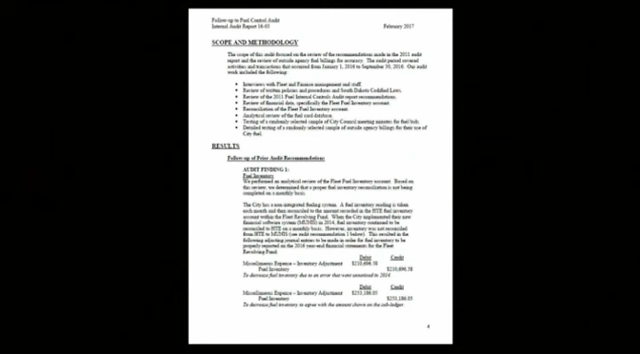 Follow-up to Fuel Control Audit
Internal Audit Report 16-05 February 2017
SCOPE AND METHODOLOGY
The scope of this audit focused on the review of the recommendations made in the 2011 audit
report and the review of outside agency fuel billings for accuracy. The audit period covered
activities and transactions that occurred from January 1, 2016 to September 30, 2016. Our audit
work included the following:
• Interviews with Fleet and Finance management and staff.
• Review of written policies and procedures and South Dakota Codified Laws.
• Review of the 2011 Fuel Internal Controls Audit report recommendations.
• Review of financial data, specifically the Fleet Fuel Inventory account.
• Reconciliation of the Fleet Fuel Inventory account.
• Analytical review of the fuel card database.
• Testing of a randomly selected sample of City Council meeting minutes for fuel bids.
• Detailed testing of a randomly selected sample of outside agency billings for their use of
City fuel.
RESULTS
Follow-up of Prior Audit Recommendations
AUDIT FINDING 1:
Fuel Inventory
We performed an analytical review of the Fleet Fuel Inventory account. Based on
this review, we determined that a proper fuel inventory reconciliation is not being
completed on a monthly basis.
The City has a non-integrated fueling system. A fuel inventory reading is taken
each month and then reconciled to the amount recorded in the HTE fuel inventory
account within the Fleet Revolving Fund. When the City implemented their new
financial software system (MUNIS) in 2014, fuel inventory continued to be
reconciled to HTE on a monthly basis. However, inventory was not reconciled
from HTE to MUNIS (see audit recommendation 1 below). This resulted in the
following adjusting journal entries to be made in order for fuel inventory to be
properly reported on the 2016 year-end financial statements for the Fleet
Revolving Fund.
Debit Credit
Miscellaneous Expense – Inventory Adjustment $210,696.58
Fuel Inventory $210,696.58
To decrease fuel inventory due to an error that went unnoticed in 2014
Debit Credit
Miscellaneous Expense – Inventory Adjustment $253,186.05
Fuel Inventory $253,186.05
To decrease fuel inventory to agree with the amount shown on the sub-ledger
4